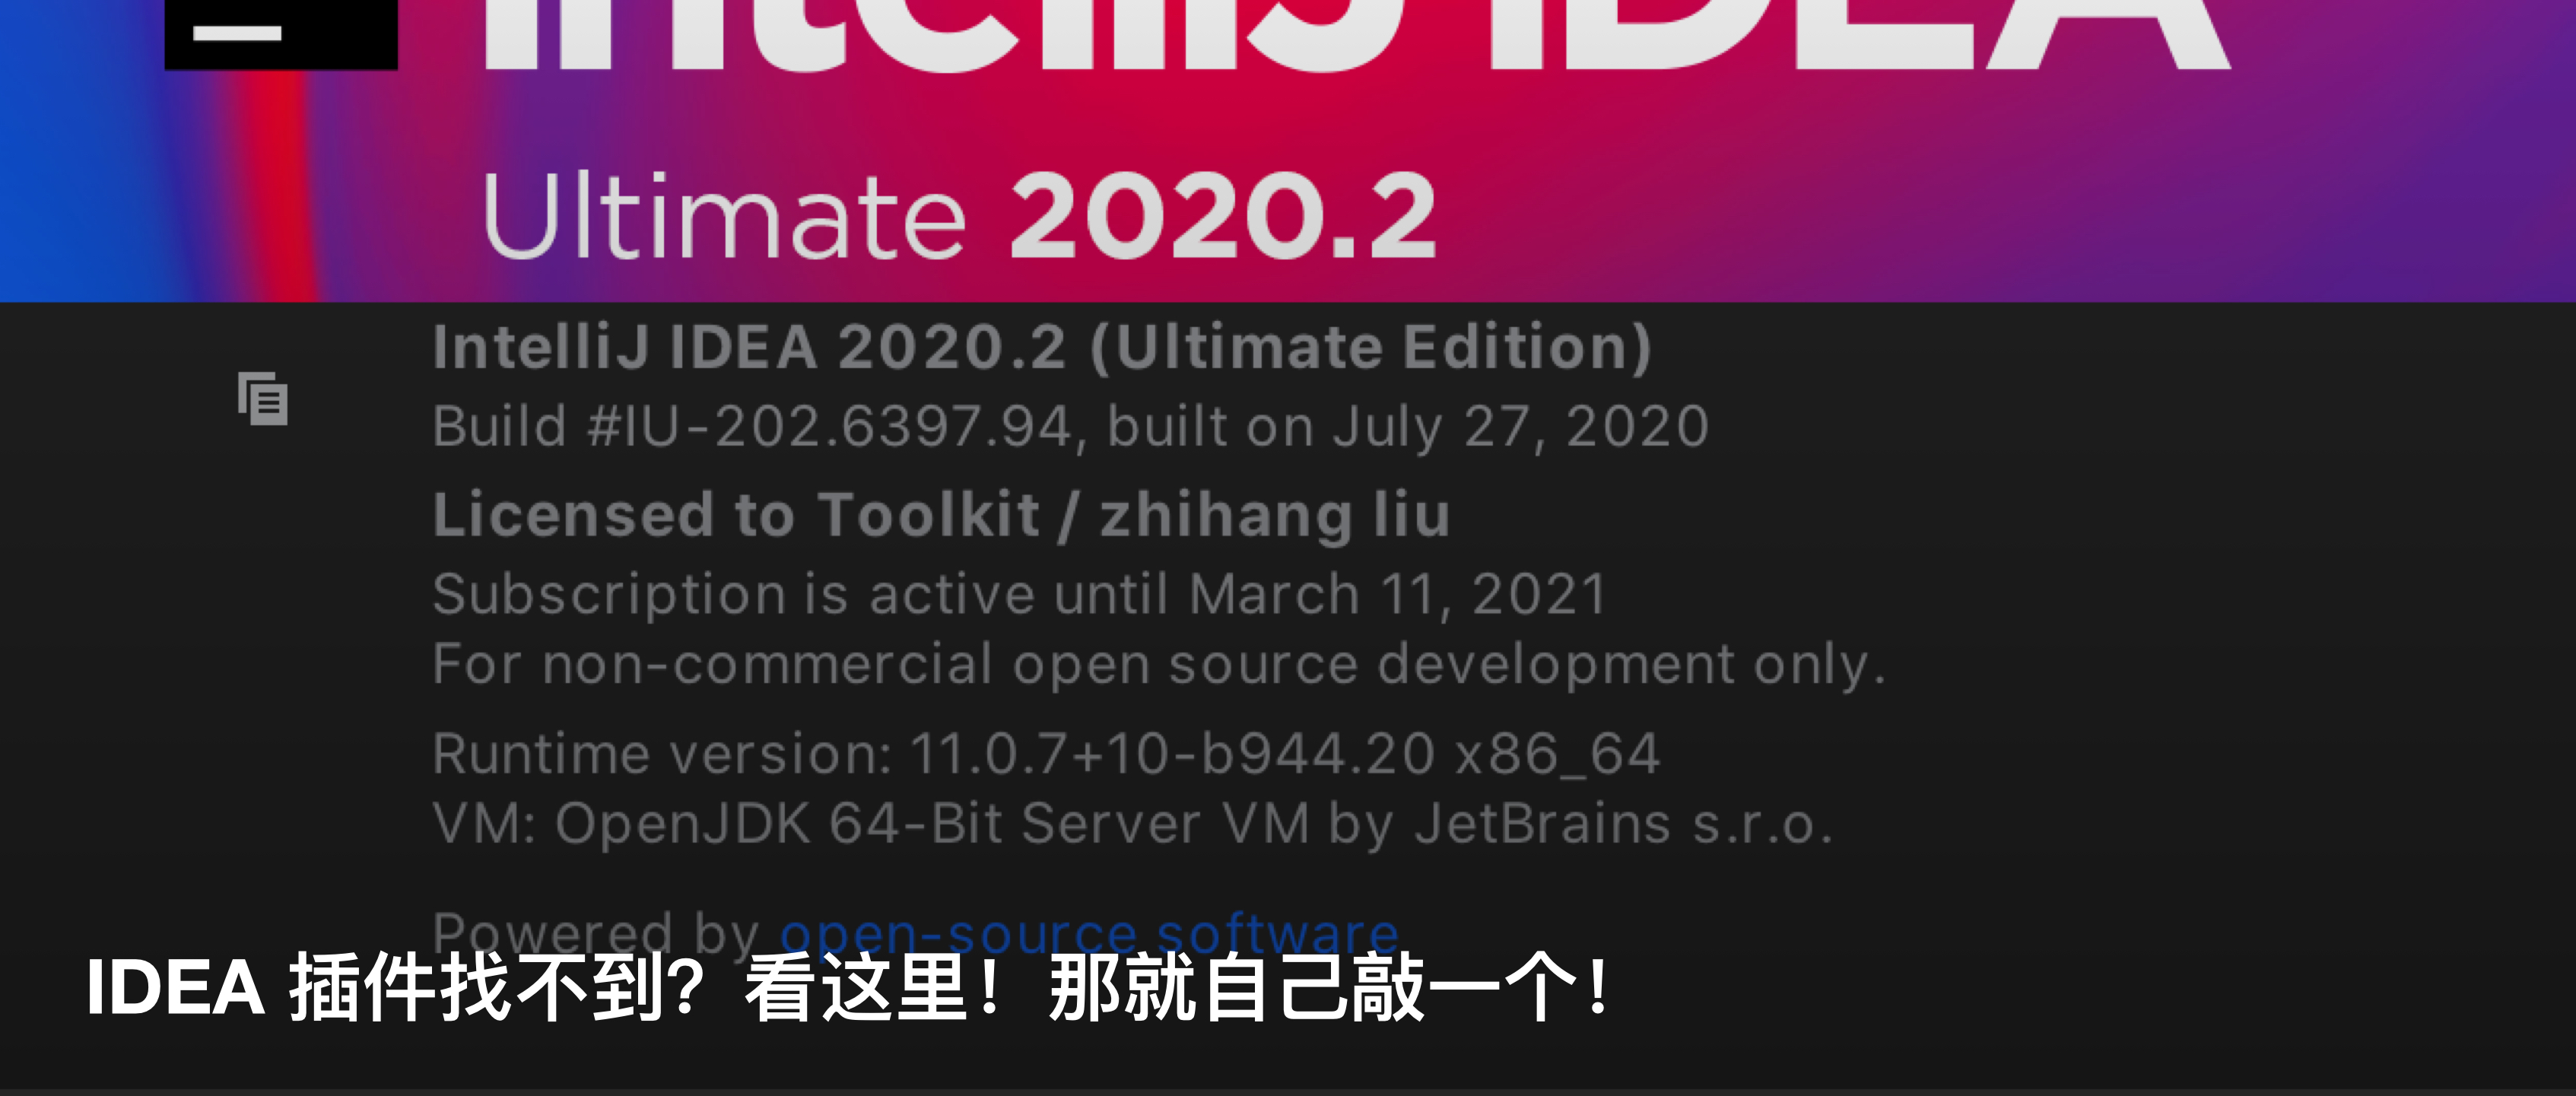 IntelliJ IDEA
Ultimate 2020.2
IntelliJ IDEA 2020.2 (Ultimate Edition)
Build #IU-202.6397.94, built on July 27, 2020
Licensed to Toolkit / zhihang liu
Subscription is active until March 11, 2021
For non-commercial open source development only.
Runtime version: 11.0.7+10-b944.20 x86_64
VM: OpenJDK 64-Bit Server VM by JetBrains s.r.o.
Powered by open-source software
IDEA 插件找不到？看这里！那就自己敲一个！